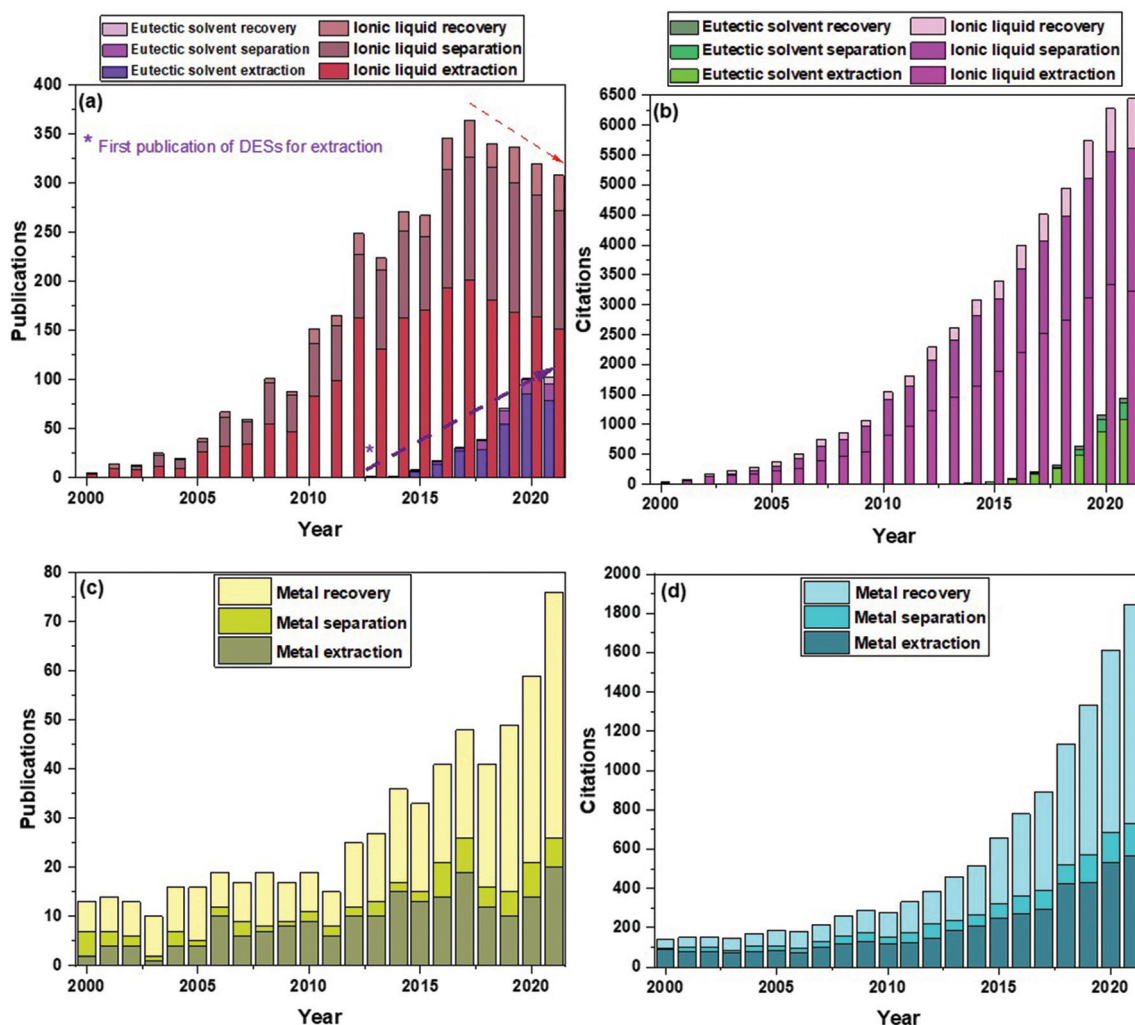 Eutectic solvent recovery
Eutectic solvent separation
Eutectic solvent extraction
Ionic liquid recovery
Ionic liquid separation
Ionic liquid extraction
(a)
* First publication of DESs for extraction
*
400
350
300
250
200
150
100
50
0
Publications
2000 2005 2010 2015 2020
Year
Eutectic solvent recovery
Eutectic solvent separation
Eutectic solvent extraction
Ionic liquid recovery
Ionic liquid separation
Ionic liquid extraction
(b)
6500
6000
5500
5000
4500
4000
3500
3000
2500
2000
1500
1000
500
0
Citations
2000 2005 2010 2015 2020
Year
(c)
Metal recovery
Metal separation
Metal extraction
80
70
60
50
40
30
20
10
0
Publications
2000 2005 2010 2015 2020
Year
(d)
Metal recovery
Metal separation
Metal extraction
2000
1800
1600
1400
1200
1000
800
600
400
200
0
Citations
2000 2005 2010 2015 2020
Year